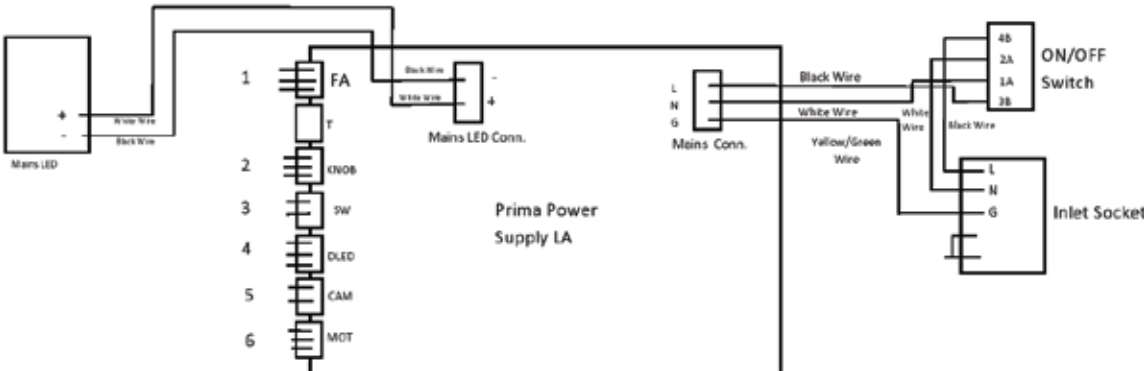 Mains LED
+
-
White Wire
Black Wire
1
FA
T
2
KNOB
3
SW
4
DLED
5
CAM
6
MOT
Black Wire
White Wire
-
+
Mains LED Conn.
Prima Power
Supply LA
L
N
G
Mains Conn.
Black Wire
White Wire
Yellow/Green
Wire
White
Wire
Black Wire
4B
2A
1A
3B
ON/OFF
Switch
L
N
G
Inlet Socket